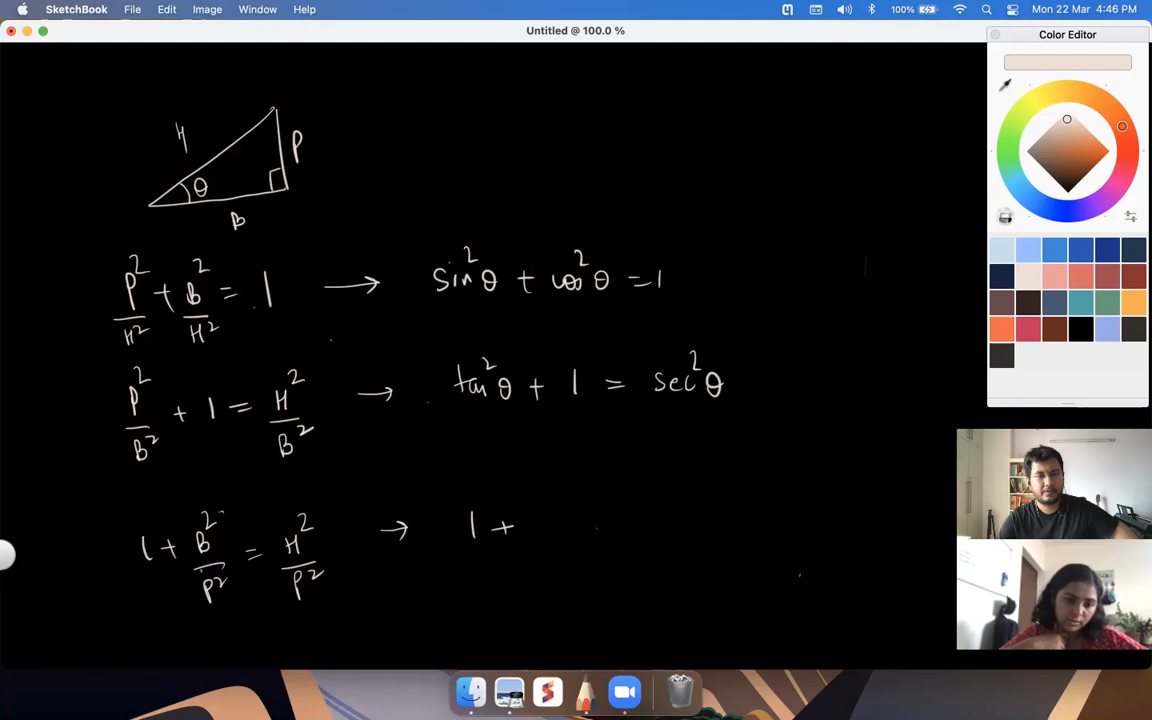 SketchBook File Edit Image Window Help 100% Mon 22 Mar 4:46 PM
Untitled @ 100.0 %
Color Editor
H
P
θ
B
P²/H² + B²/H² = 1 → sin²θ + cos²θ = 1
P²/B² + 1 = H²/B² → tan²θ + 1 = sec²θ
1 + B²/P² = H²/P² → 1 +